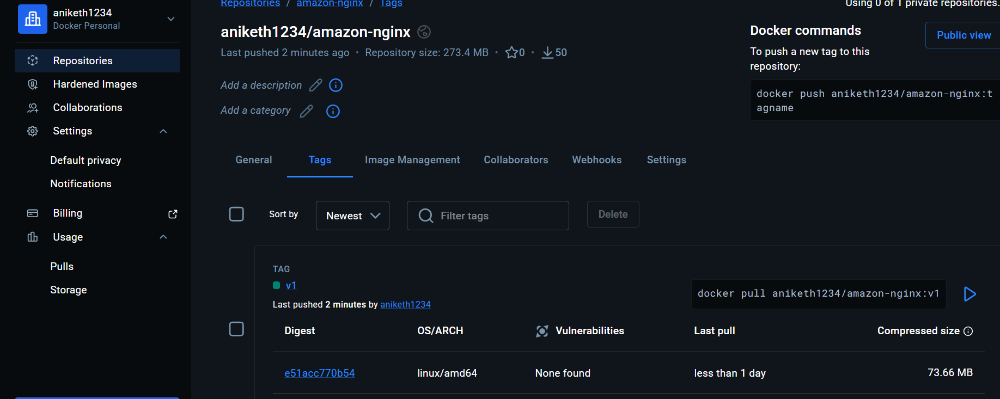 aniketh1234
Docker Personal
Repositories
Hardened Images
Collaborations
Settings
Default privacy
Notifications
Billing
Usage
Pulls
Storage
Repositories / amazon-nginx / Tags
Using 0 of 1 private repositories.
aniketh1234/amazon-nginx
Last pushed 2 minutes ago • Repository size: 273.4 MB • 0 • 50
Add a description
Add a category
Docker commands
Public view
To push a new tag to this
repository:
docker push aniketh1234/amazon-nginx:t
agname
General Tags Image Management Collaborators Webhooks Settings
Sort by Newest Filter tags Delete
TAG
v1
Last pushed 2 minutes by aniketh1234
docker pull aniketh1234/amazon-nginx:v1
Digest OS/ARCH Vulnerabilities Last pull Compressed size
e51acc770b54 linux/amd64 None found less than 1 day 73.66 MB